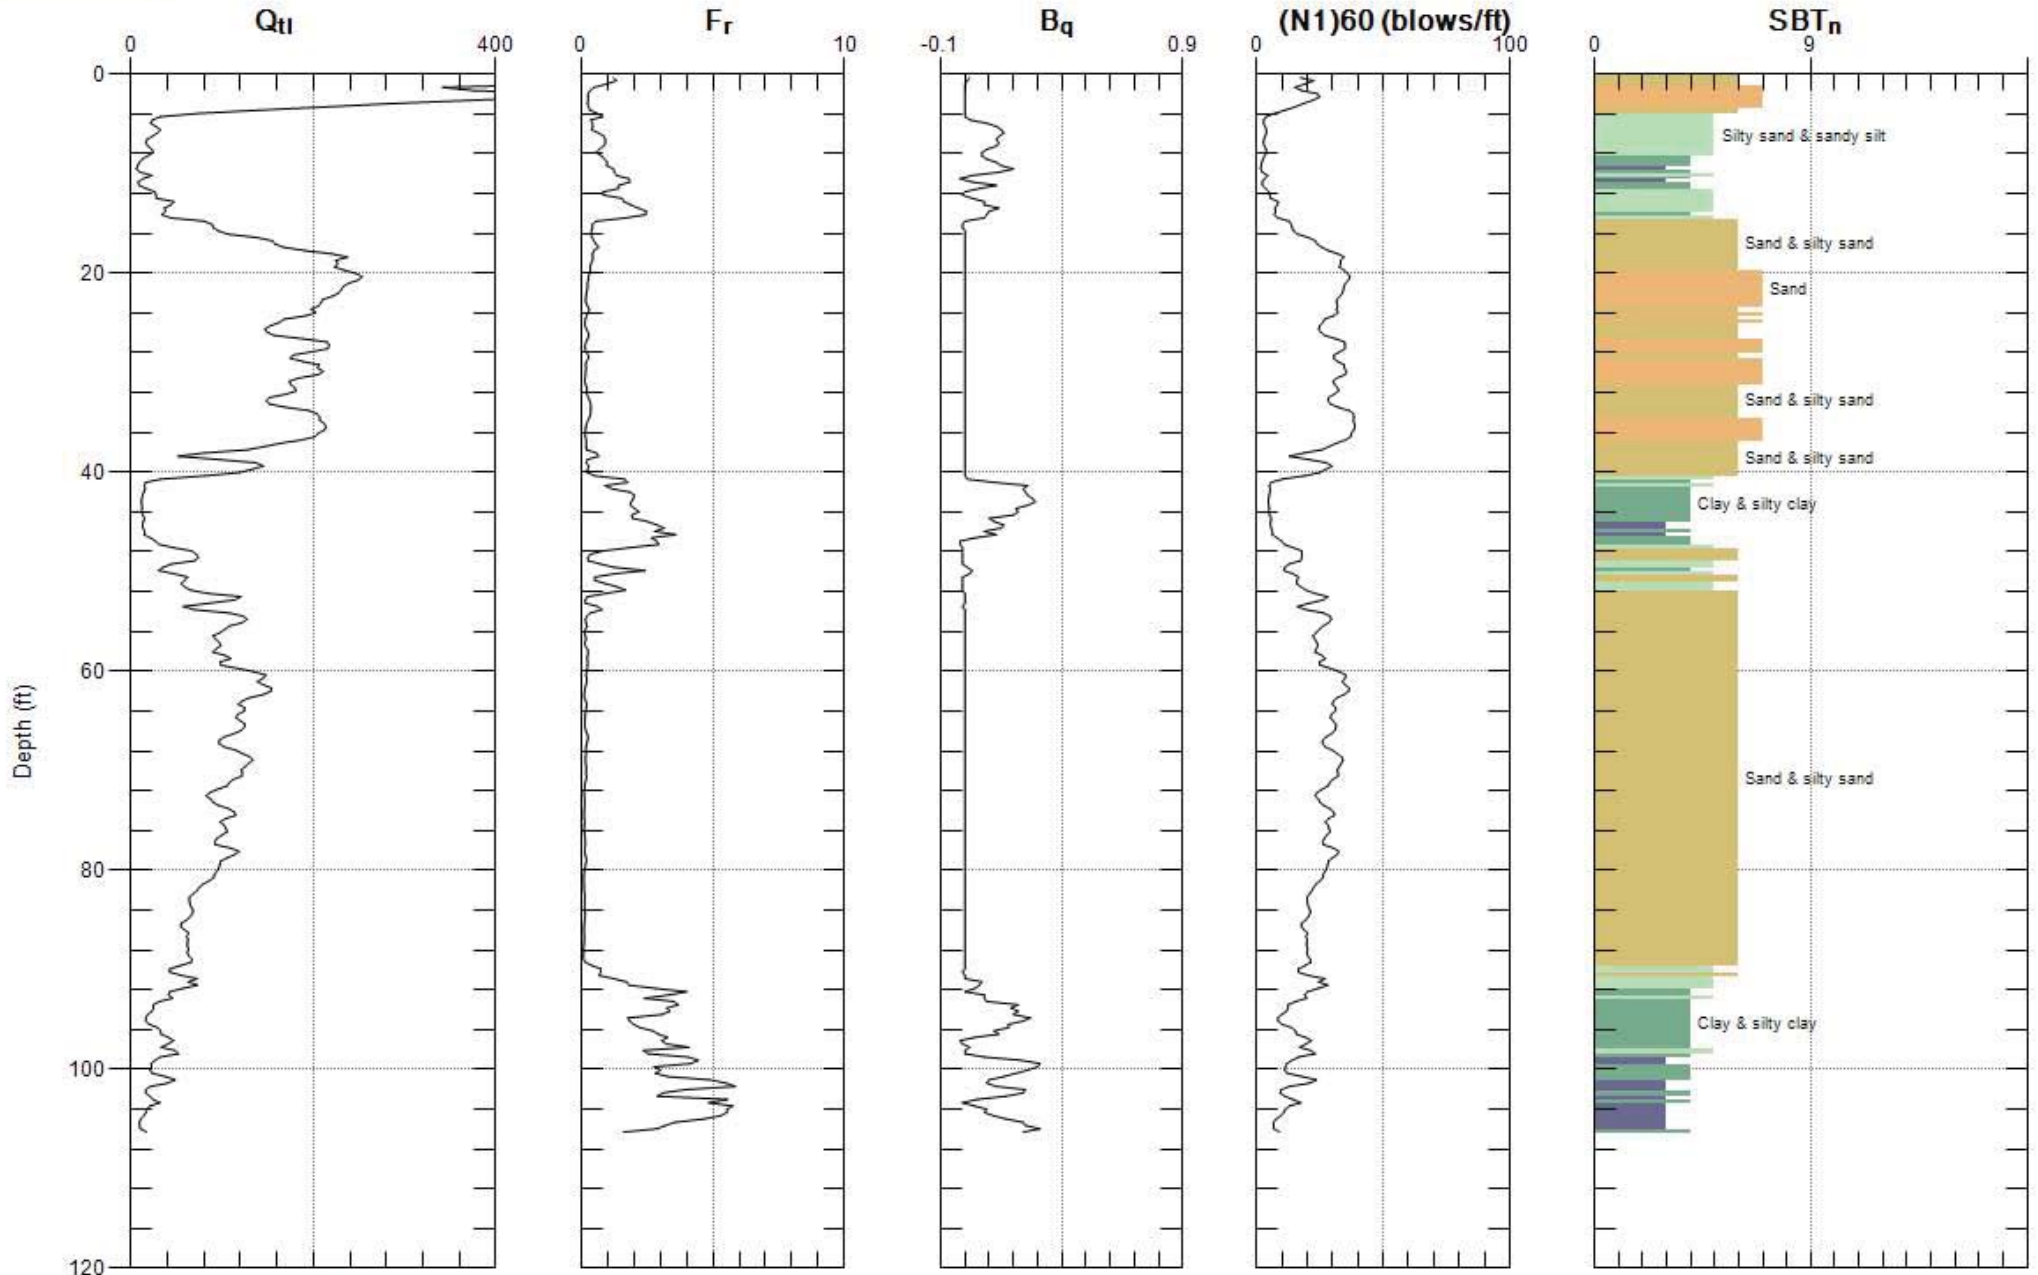 Qtl Fr Bq (N1)60 (blows/ft) SBTn
0 400 0 10 -0.1 0.9 0 100 0 9
0
Silty sand & sandy silt
Sand & silty sand
20
Sand
Sand & silty sand
Sand & silty sand
40
Clay & silty clay
60
Depth (ft)
Sand & silty sand
80
Clay & silty clay
100
120